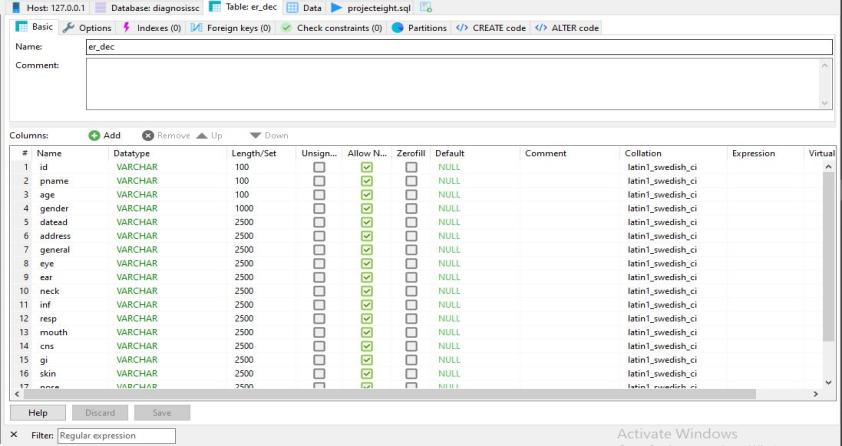 Host: 127.0.0.1 Database: diagnosissc Table: er_dec Data projecteight.sql
Basic Options Indexes (0) Foreign keys (0) Check constraints (0) Partitions CREATE code ALTER code
Name: er_dec
Comment:
Columns: Add Remove Up Down
# Name Datatype Length/Set Unsign... Allow N... Zerofill Default Comment Collation Expression Virtual
1 id VARCHAR 100 NULL latin1_swedish_ci
2 pname VARCHAR 100 NULL latin1_swedish_ci
3 age VARCHAR 100 NULL latin1_swedish_ci
4 gender VARCHAR 1000 NULL latin1_swedish_ci
5 datead VARCHAR 2500 NULL latin1_swedish_ci
6 address VARCHAR 2500 NULL latin1_swedish_ci
7 general VARCHAR 2500 NULL latin1_swedish_ci
8 eye VARCHAR 2500 NULL latin1_swedish_ci
9 ear VARCHAR 2500 NULL latin1_swedish_ci
10 neck VARCHAR 2500 NULL latin1_swedish_ci
11 inf VARCHAR 2500 NULL latin1_swedish_ci
12 resp VARCHAR 2500 NULL latin1_swedish_ci
13 mouth VARCHAR 2500 NULL latin1_swedish_ci
14 cns VARCHAR 2500 NULL latin1_swedish_ci
15 gi VARCHAR 2500 NULL latin1_swedish_ci
16 skin VARCHAR 2500 NULL latin1_swedish_ci
17 nose VARCHAR 2500 NULL latin1_swedish_ci
Help Discard Save
Filter: Regular expression
Activate Windows